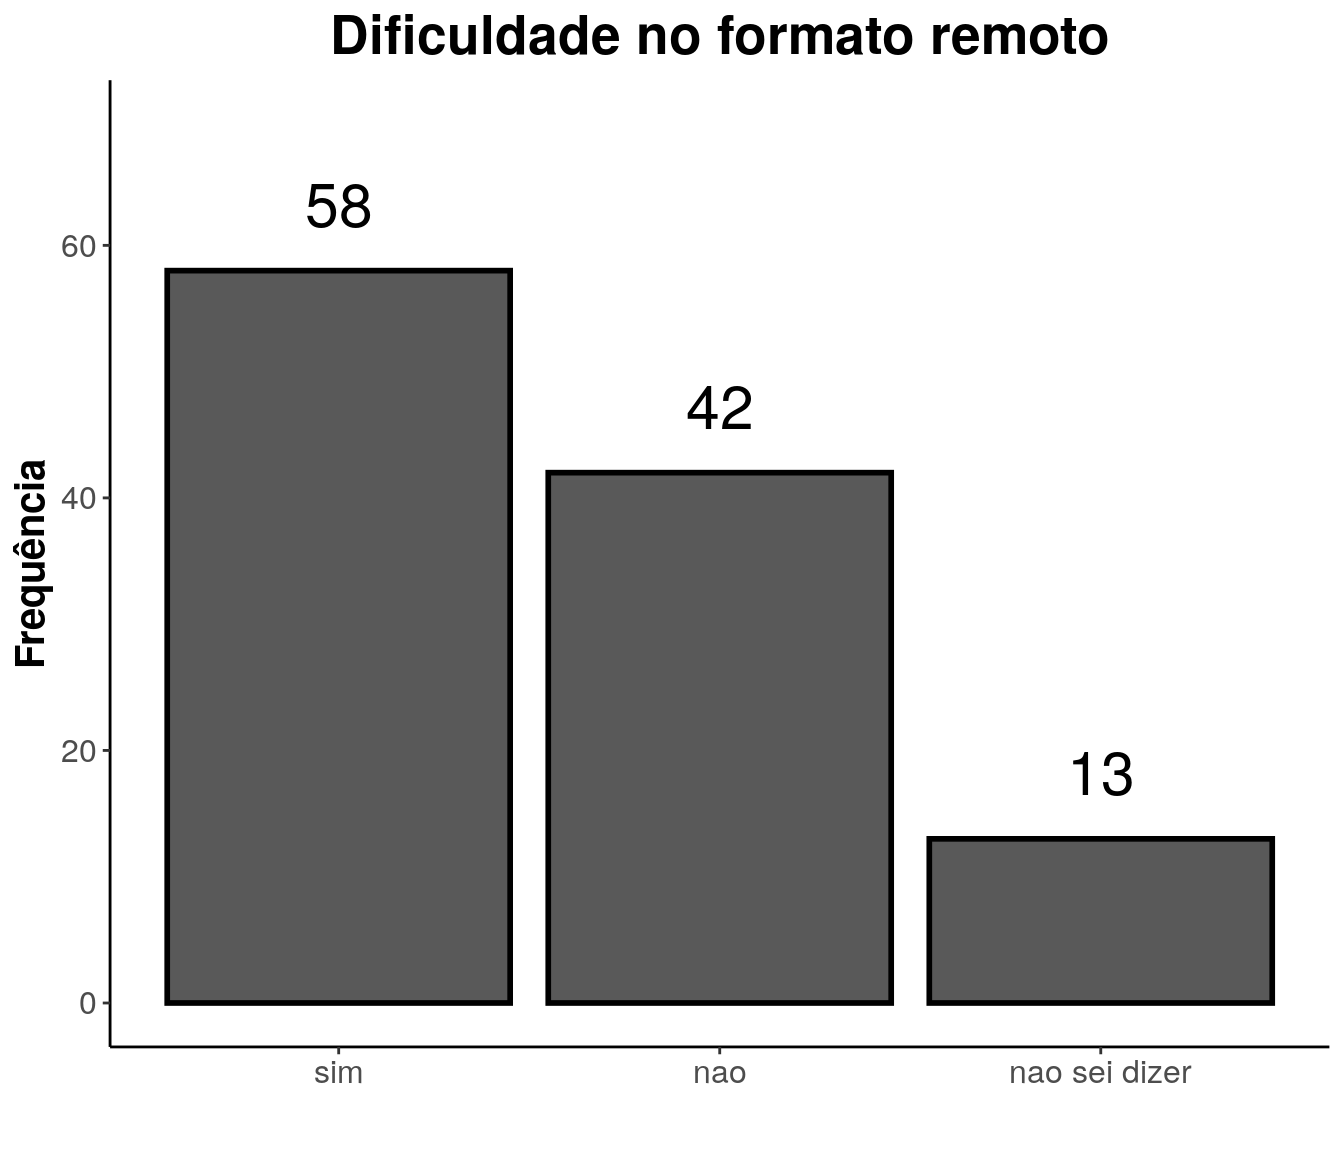 Dificuldade no formato remoto
Frequência
60
40
20
0
58
42
13
sim
nao
nao sei dizer